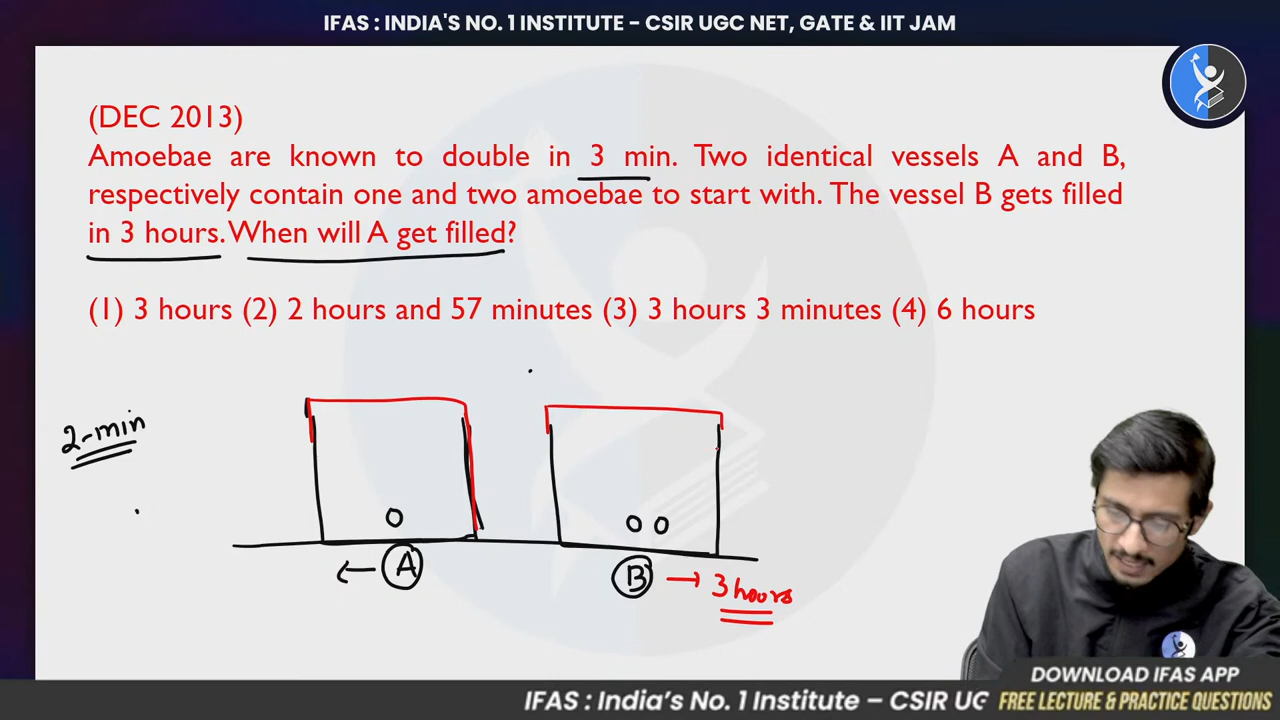 IFAS : INDIA'S NO. 1 INSTITUTE – CSIR UGC NET, GATE & IIT JAM
(DEC 2013)
Amoebae are known to double in 3 min. Two identical vessels A and B,
respectively contain one and two amoebae to start with. The vessel B gets filled
in 3 hours. When will A get filled?
(1) 3 hours (2) 2 hours and 57 minutes (3) 3 hours 3 minutes (4) 6 hours
2-min
A
B
3 hours
DOWNLOAD IFAS APP
IFAS : India's No. 1 Institute – CSIR UG
FREE LECTURE & PRACTICE QUESTIONS